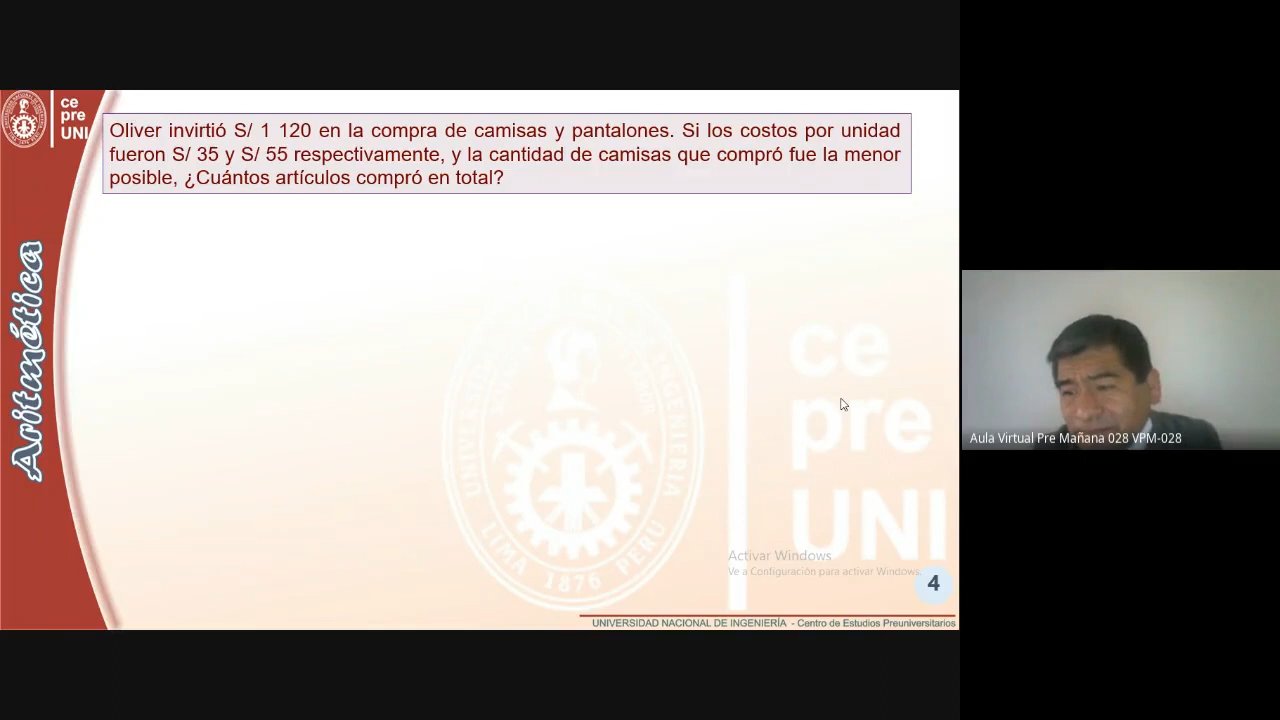 ce
pre
UNI
Oliver invirtió S/ 1 120 en la compra de camisas y pantalones. Si los costos por unidad
fueron S/ 35 y S/ 55 respectivamente, y la cantidad de camisas que compró fue la menor
posible, ¿Cuántos artículos compró en total?
Aritmética
ce
pre
UNI
LIMA 1876 PERU
Activar Windows
Ve a Configuración para activar Windows.
4
UNIVERSIDAD NACIONAL DE INGENIERÍA - Centro de Estudios Preuniversitarios
Aula Virtual Pre Mañana 028 VPM-028